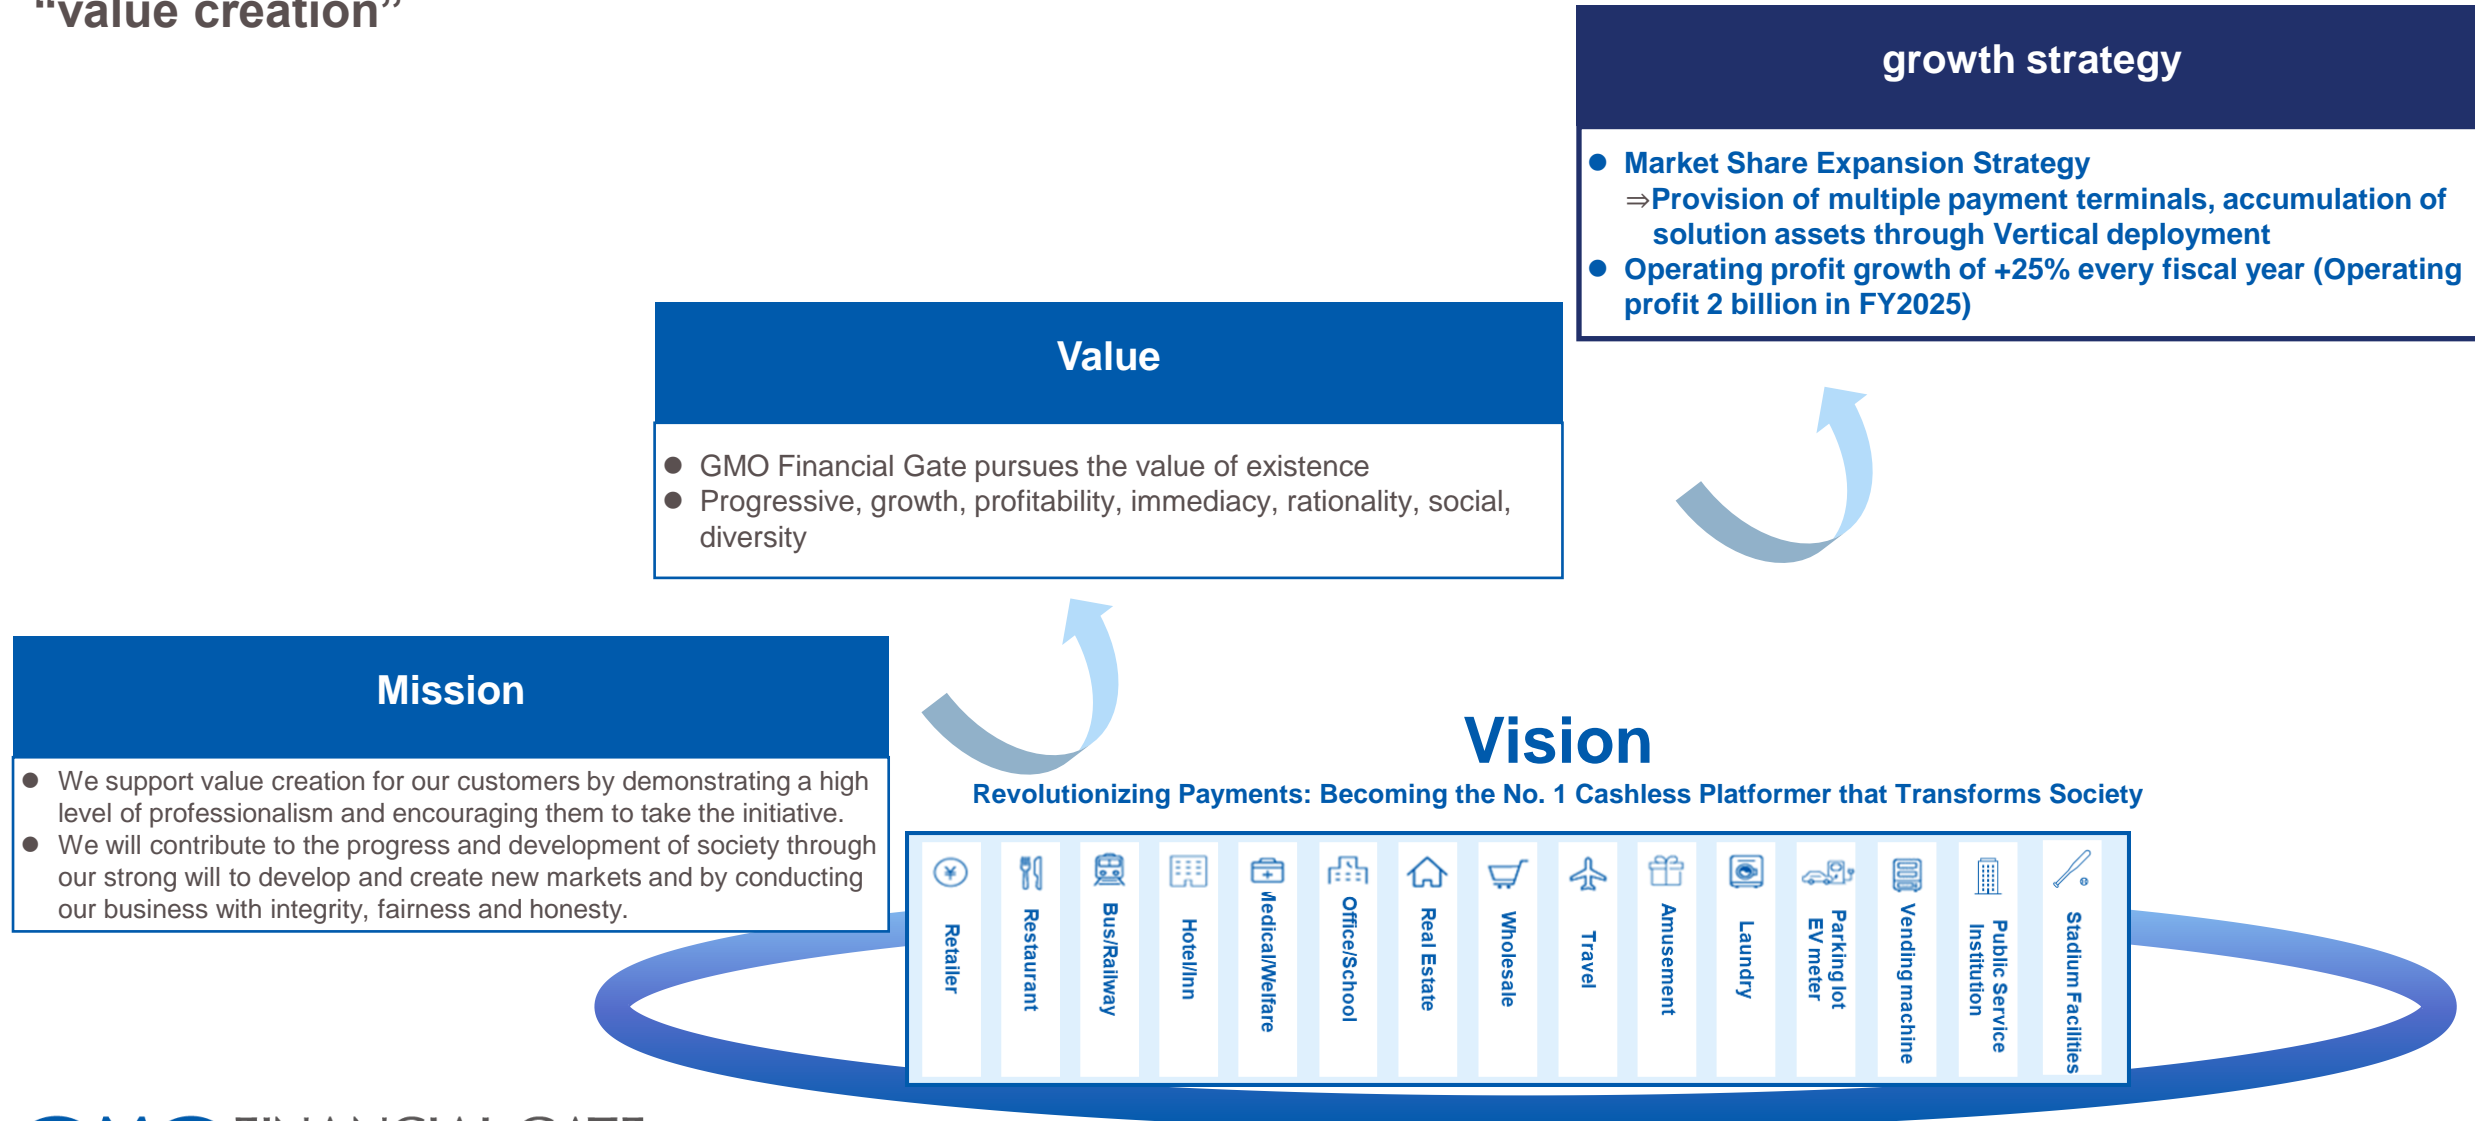 “value creation”
growth strategy
● Market Share Expansion Strategy
⇒Provision of multiple payment terminals, accumulation of
solution assets through Vertical deployment
● Operating profit growth of +25% every fiscal year (Operating
profit 2 billion in FY2025)
Value
● GMO Financial Gate pursues the value of existence
● Progressive, growth, profitability, immediacy, rationality, social,
diversity
Mission
● We support value creation for our customers by demonstrating a high
level of professionalism and encouraging them to take the initiative.
● We will contribute to the progress and development of society through
our strong will to develop and create new markets and by conducting
our business with integrity, fairness and honesty.
Vision
Revolutionizing Payments: Becoming the No. 1 Cashless Platformer that Transforms Society
¥
Retailer
Restaurant
Bus/Railway
Hotel/Inn
Medical/Welfare
Office/School
Real Estate
Wholesale
Travel
Amusement
Laundry
Parking lot
EV meter
Vending machine
Public Service
Institution
Stadium Facilities
GMO FINANCIAL GATE